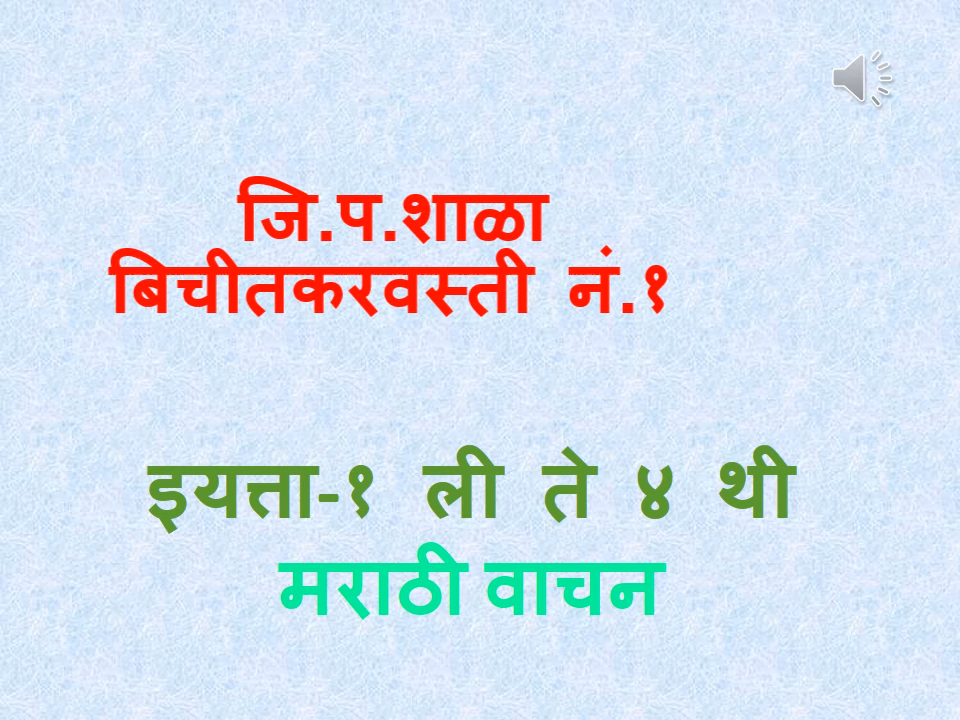 जि.प.शाळा
बिचीतकरवस्ती नं.१
इयत्ता-१ ली ते ४ थी
मराठी वाचन